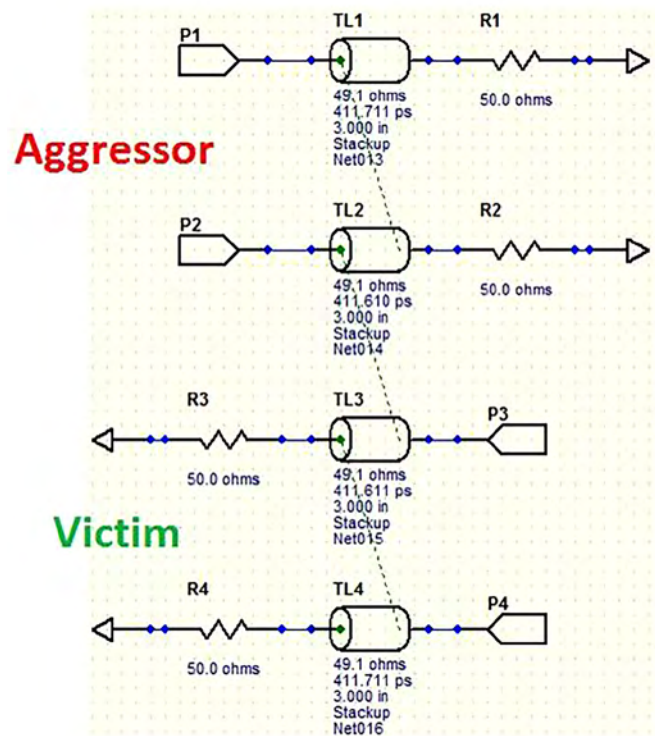 P1
TL1
R1
49.1 ohms
411.711 ps
3.000 in
Stackup
Net013
50.0 ohms
Aggressor
P2
TL2
R2
49.1 ohms
411.610 ps
3.000 in
Stackup
Net014
50.0 ohms
R3
TL3
P3
50.0 ohms
49.1 ohms
411.611 ps
3.000 in
Stackup
Net015
Victim
R4
TL4
P4
50.0 ohms
49.1 ohms
411.711 ps
3.000 in
Stackup
Net016